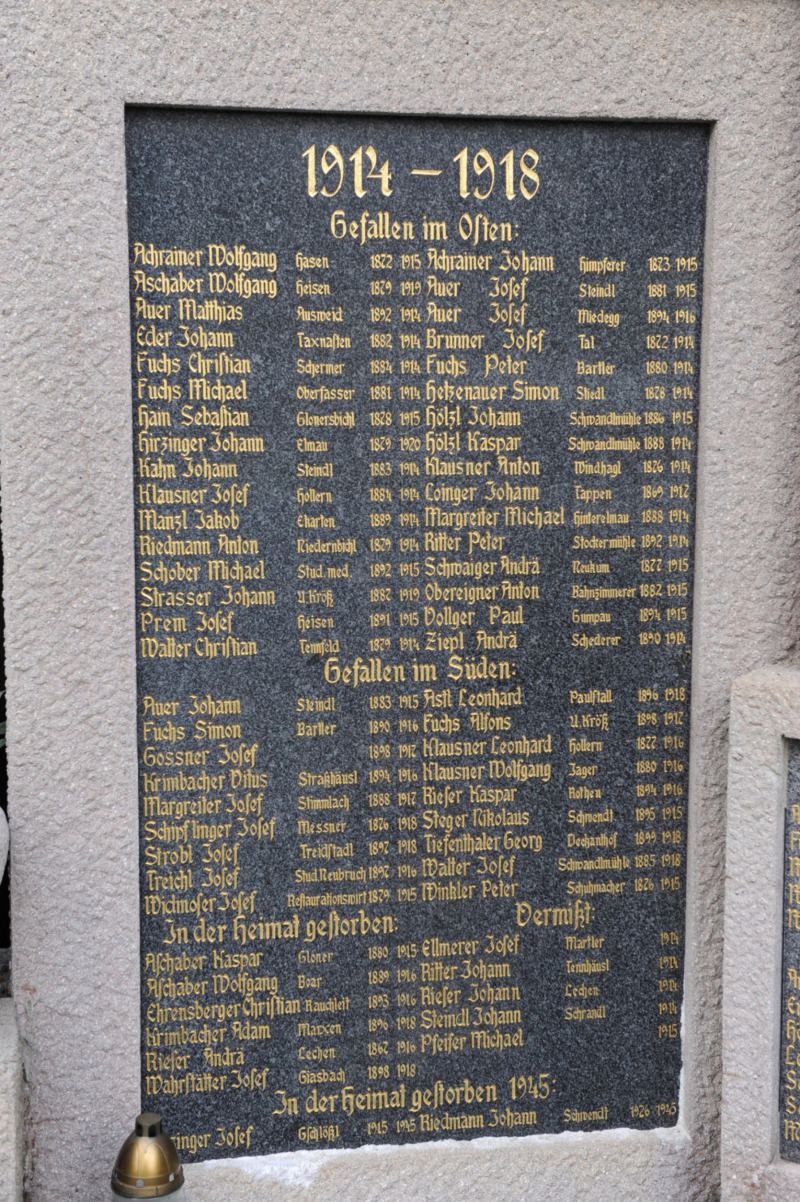 1914 – 1918
Gefallen im Osten:
Achrainer Wolfgang Hasen 1872 1915 Achrainer Johann Himpferer 1873 1915
Aschaber Wolfgang Heisen 1879 1919 Auer Josef Steindl 1881 1915
Auer Matthias Ausweid 1892 1914 Auer Josef Miedegg 1894 1916
Eder Johann Taxnasten 1882 1914 Brunner Josef Tal 1872 1914
Fuchs Christian Schermer 1884 1914 Fuchs Peter Bartler 1880 1914
Fuchs Michael Oberfasser 1881 1914 Hetzenauer Simon Stiedl 1878 1914
Hain Sebastian Glonersbichl 1878 1915 Hölzl Johann Schwandlmühle 1886 1915
Hirzinger Johann Elmau 1879 1920 Hölzl Kaspar Schwandlmühle 1888 1914
Kahn Johann Steindl 1883 1914 Klausner Anton Windhagl 1876 1914
Klausner Josef Hollern 1884 1914 Loinger Johann Tappen 1869 1917
Manzl Jakob Ekarten 1889 1914 Margreiter Michael Hinterelmau 1888 1914
Riedmann Anton Niedernbichl 1879 1914 Ritter Peter Stockermühle 1892 1914
Schober Michael Stud. med. 1892 1915 Schwaiger Andrä Neukum 1877 1915
Strasser Johann U. Kröß 1887 1919 Obereigner Anton Bahnzimmerer 1882 1915
Prem Josef Heisen 1891 1915 Vollger Paul Gumpau 1894 1915
Walter Christian Tennfeld 1879 1914 Ziepl Andrä Schederer 1890 1914
Gefallen im Süden:
Auer Johann Steindl 1883 1915 Astl Leonhard Paulstall 1896 1918
Fuchs Simon Bartler 1890 1916 Fuchs Alfons U. Kröß 1898 1917
Gossner Josef 1898 1917 Klausner Leonhard Hollern 1877 1916
Krimbacher Vitus Straßhäusl 1894 1916 Klausner Wolfgang Jager 1880 1916
Margreiter Josef Stimmlach 1888 1917 Rieser Kaspar Rothen 1894 1916
Schipflinger Josef Messner 1876 1918 Steger Nikolaus Schwendt 1895 1915
Strobl Josef Treidstadl 1897 1918 Tiefenthaler Georg Dechanthof 1899 1918
Treichl Josef Stud. Neubruch 1897 1916 Walter Josef Schwandlmühle 1885 1918
Widmoser Josef Restaurationswirt 1879 1915 Winkler Peter Schuhmacher 1876 1915
In der Heimat gestorben: Vermißt:
Aschaber Kaspar Gloner 1880 1915 Ellmerer Josef Martler 1914
Aschaber Wolfgang Boar 1889 1916 Ritter Johann Tennhäusl 1914
Ehrensberger Christian Rauchleit 1893 1916 Rieser Johann Lechen 1914
Krimbacher Adam Marxen 1896 1918 Steindl Johann Schrandl 1914
Rieser Andrä Lechen 1867 1916 Pfeifer Michael 1915
Wahrstätter Josef Giasbach 1898 1918
In der Heimat gestorben 1945:
Josef Gschlößl 1915 1945 Riedmann Johann Schwendt 1926 1945